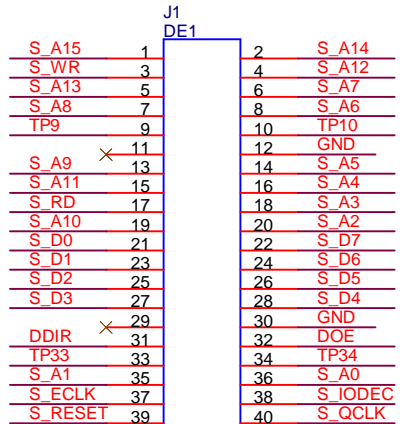 J1
DE1
S_A15 1 2 S_A14
S_WR 3 4 S_A12
S_A13 5 6 S_A7
S_A8 7 8 S_A6
TP9 9 10 TP10
11 12 GND
S_A9 13 14 S_A5
S_A11 15 16 S_A4
S_RD 17 18 S_A3
S_A10 19 20 S_A2
S_D0 21 22 S_D7
S_D1 23 24 S_D6
S_D2 25 26 S_D5
S_D3 27 28 S_D4
29 30 GND
DDIR 31 32 DOE
TP33 33 34 TP34
S_A1 35 36 S_A0
S_ECLK 37 38 S_IODEC
S_RESET 39 40 S_QCLK